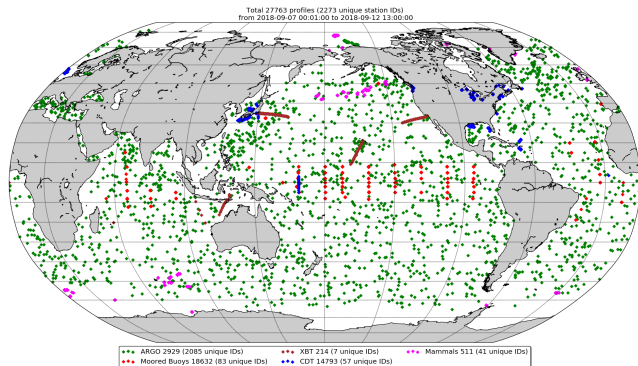 Total 27763 profiles (2273 unique station IDs)
from 2018-09-07 00:01:00 to 2018-09-12 13:00:00
ARGO 2929 (2085 unique IDs) XBT 214 (7 unique IDs) Mammals 511 (41 unique IDs)
Moored Buoys 18632 (83 unique IDs) CDT 14793 (57 unique IDs)